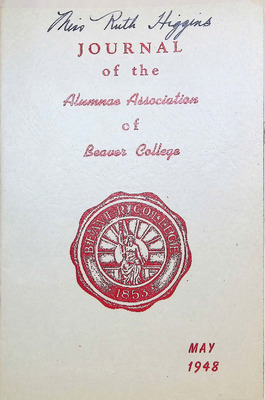 Miss Ruth Higgins
JOURNAL
of the
Alumnae Association
of
Beaver College
BEAVER COLLEGE
1853
MAY
1948